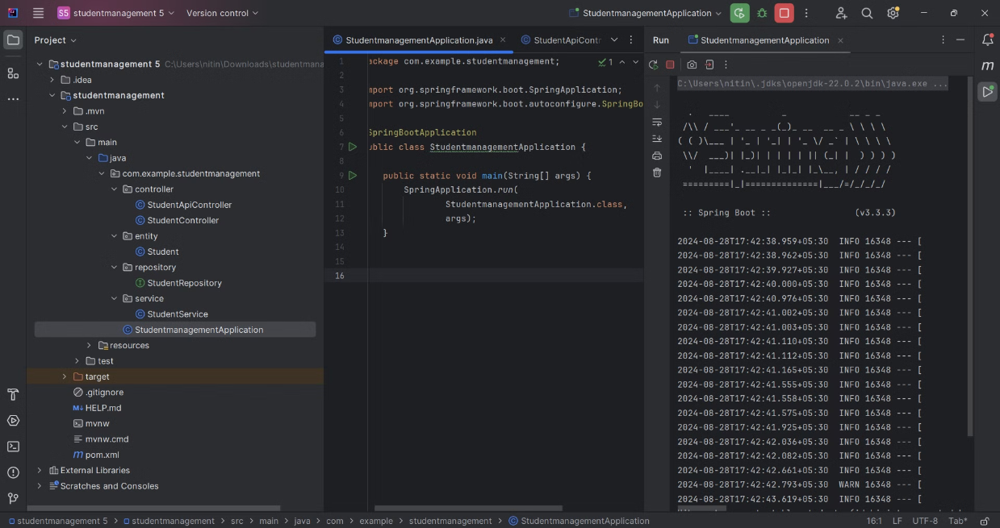 S5 studentmanagement 5 Version control StudentmanagementApplication
Project
studentmanagement 5 C:\Users\nitin\Downloads\studentmana
.idea
studentmanagement
.mvn
src
main
java
com.example.studentmanagement
controller
StudentApiController
StudentController
entity
Student
repository
StudentRepository
service
StudentService
StudentmanagementApplication
resources
test
target
.gitignore
HELP.md
mvnw
mvnw.cmd
pom.xml
External Libraries
Scratches and Consoles
StudentmanagementApplication.java StudentApiContr
1 ackage com.example.studentmanagement; 1
2
3 mport org.springframework.boot.SpringApplication;
4 mport org.springframework.boot.autoconfigure.SpringBo
5
6 SpringBootApplication
7 ublic class StudentmanagementApplication {
8
9 public static void main(String[] args) {
10 SpringApplication.run(
11 StudentmanagementApplication.class,
12 args);
13 }
14
15
16
Run StudentmanagementApplication
C:\Users\nitin\.jdks\openjdk-22.0.2\bin\java.exe ...
:: Spring Boot :: (v3.3.3)
2024-08-28T17:42:38.959+05:30 INFO 16348 --- [
2024-08-28T17:42:38.962+05:30 INFO 16348 --- [
2024-08-28T17:42:39.927+05:30 INFO 16348 --- [
2024-08-28T17:42:40.000+05:30 INFO 16348 --- [
2024-08-28T17:42:40.976+05:30 INFO 16348 --- [
2024-08-28T17:42:41.002+05:30 INFO 16348 --- [
2024-08-28T17:42:41.003+05:30 INFO 16348 --- [
2024-08-28T17:42:41.110+05:30 INFO 16348 --- [
2024-08-28T17:42:41.112+05:30 INFO 16348 --- [
2024-08-28T17:42:41.165+05:30 INFO 16348 --- [
2024-08-28T17:42:41.555+05:30 INFO 16348 --- [
2024-08-28T17:42:41.558+05:30 INFO 16348 --- [
2024-08-28T17:42:41.575+05:30 INFO 16348 --- [
2024-08-28T17:42:41.925+05:30 INFO 16348 --- [
2024-08-28T17:42:42.036+05:30 INFO 16348 --- [
2024-08-28T17:42:42.082+05:30 INFO 16348 --- [
2024-08-28T17:42:42.661+05:30 INFO 16348 --- [
2024-08-28T17:42:42.793+05:30 WARN 16348 --- [
2024-08-28T17:42:43.619+05:30 INFO 16348 --- [
studentmanagement 5 > studentmanagement > src > main > java > com > example > studentmanagement > StudentmanagementApplication 16:1 LF UTF-8 Tab*